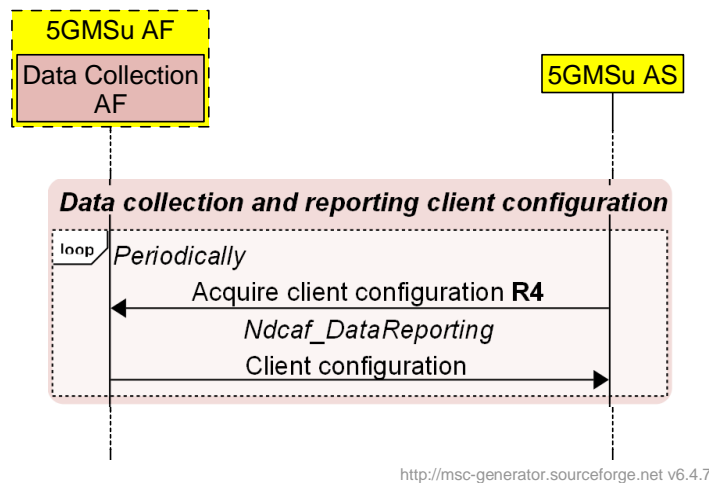 5GMSu AF
Data Collection
AF
5GMSu AS
Data collection and reporting client configuration
loop
Periodically
Acquire client configuration R4
Ndcaf_DataReporting
Client configuration
http://msc-generator.sourceforge.net v6.4.7